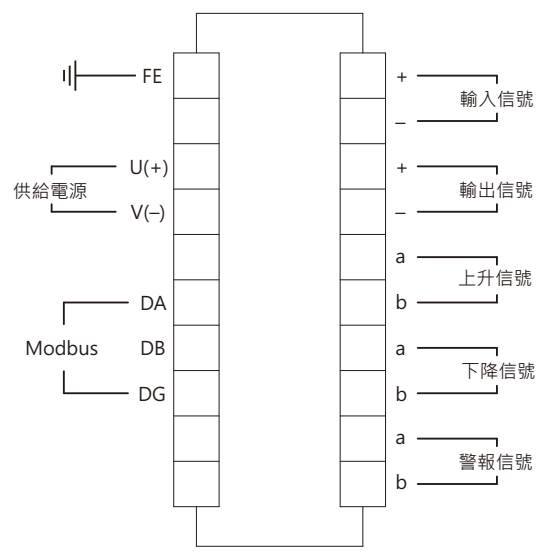 FE
U(+)
供給電源
V(–)
DA
Modbus
DB
DG
+
輸入信號
–
+
輸出信號
–
a
上升信號
b
a
下降信號
b
a
警報信號
b